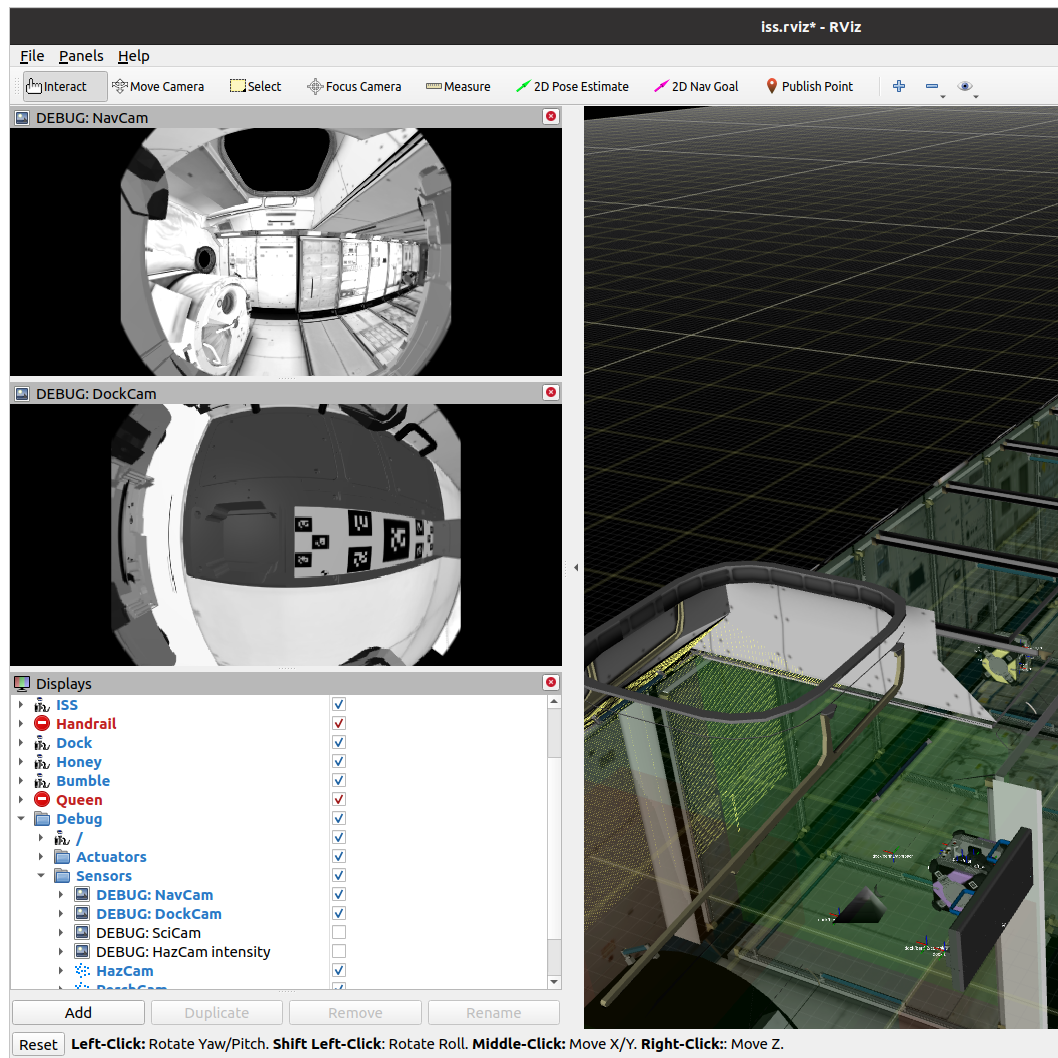 iss.rviz* - RViz
File Panels Help
Interact Move Camera Select Focus Camera Measure 2D Pose Estimate 2D Nav Goal Publish Point
DEBUG: NavCam
DEBUG: DockCam
Displays
ISS
Handrail
Dock
Honey
Bumble
Queen
Debug
/
Actuators
Sensors
DEBUG: NavCam
DEBUG: DockCam
DEBUG: SciCam
DEBUG: HazCam intensity
HazCam
PerchCam
Add Duplicate Remove Rename
Reset Left-Click: Rotate Yaw/Pitch. Shift Left-Click: Rotate Roll. Middle-Click: Move X/Y. Right-Click:: Move Z.